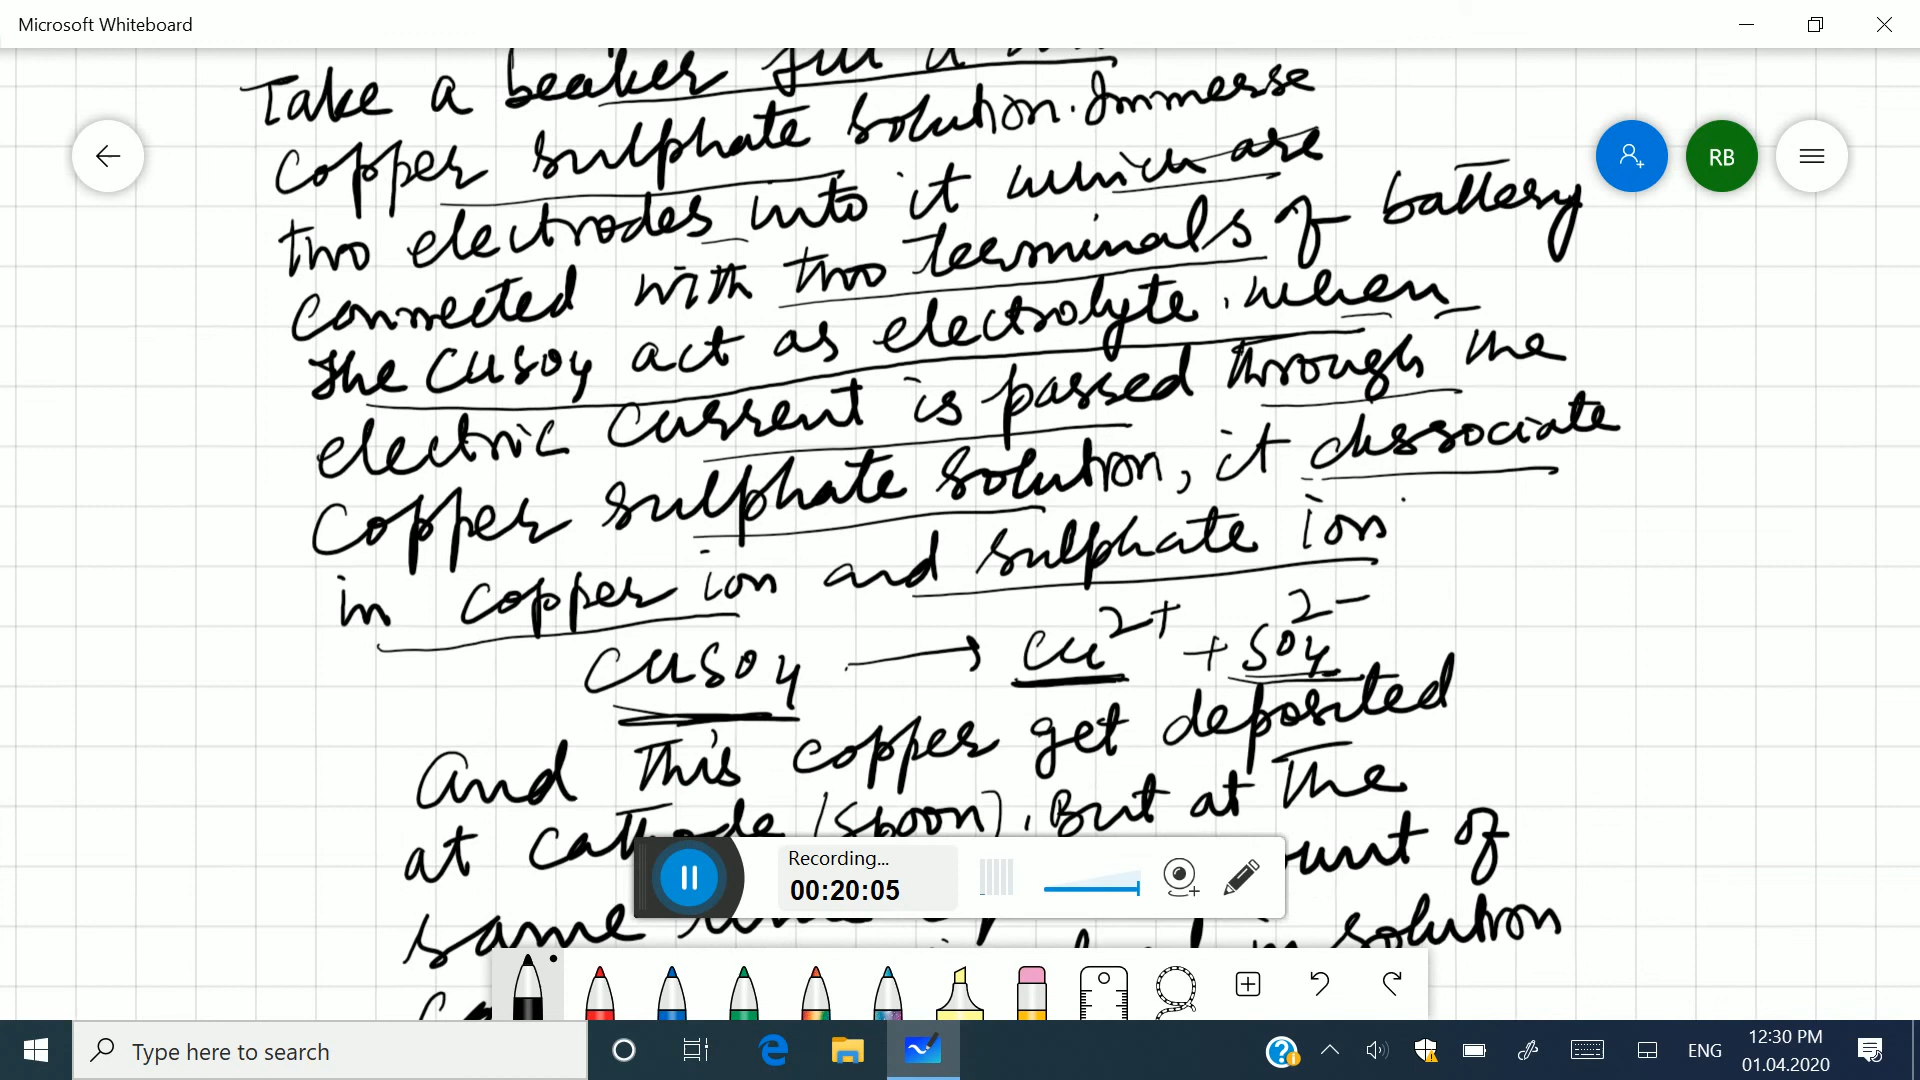 Microsoft Whiteboard
Take a beaker fill
copper sulphate solution. Immerse
RB
two electrodes into it which are
connected with two terminals of battery
The CuSO4 act as electrolyte. when
electric current is passed through the
copper sulphate solution, it dissociate
in copper ion and sulphate ion
CuSO4 → Cu2+ + SO42-
And this copper get deposited
at cathode (spoon). But at the
Recording...
00:20:05
same of
in solution
Type here to search
ENG
12:30 PM
01.04.2020